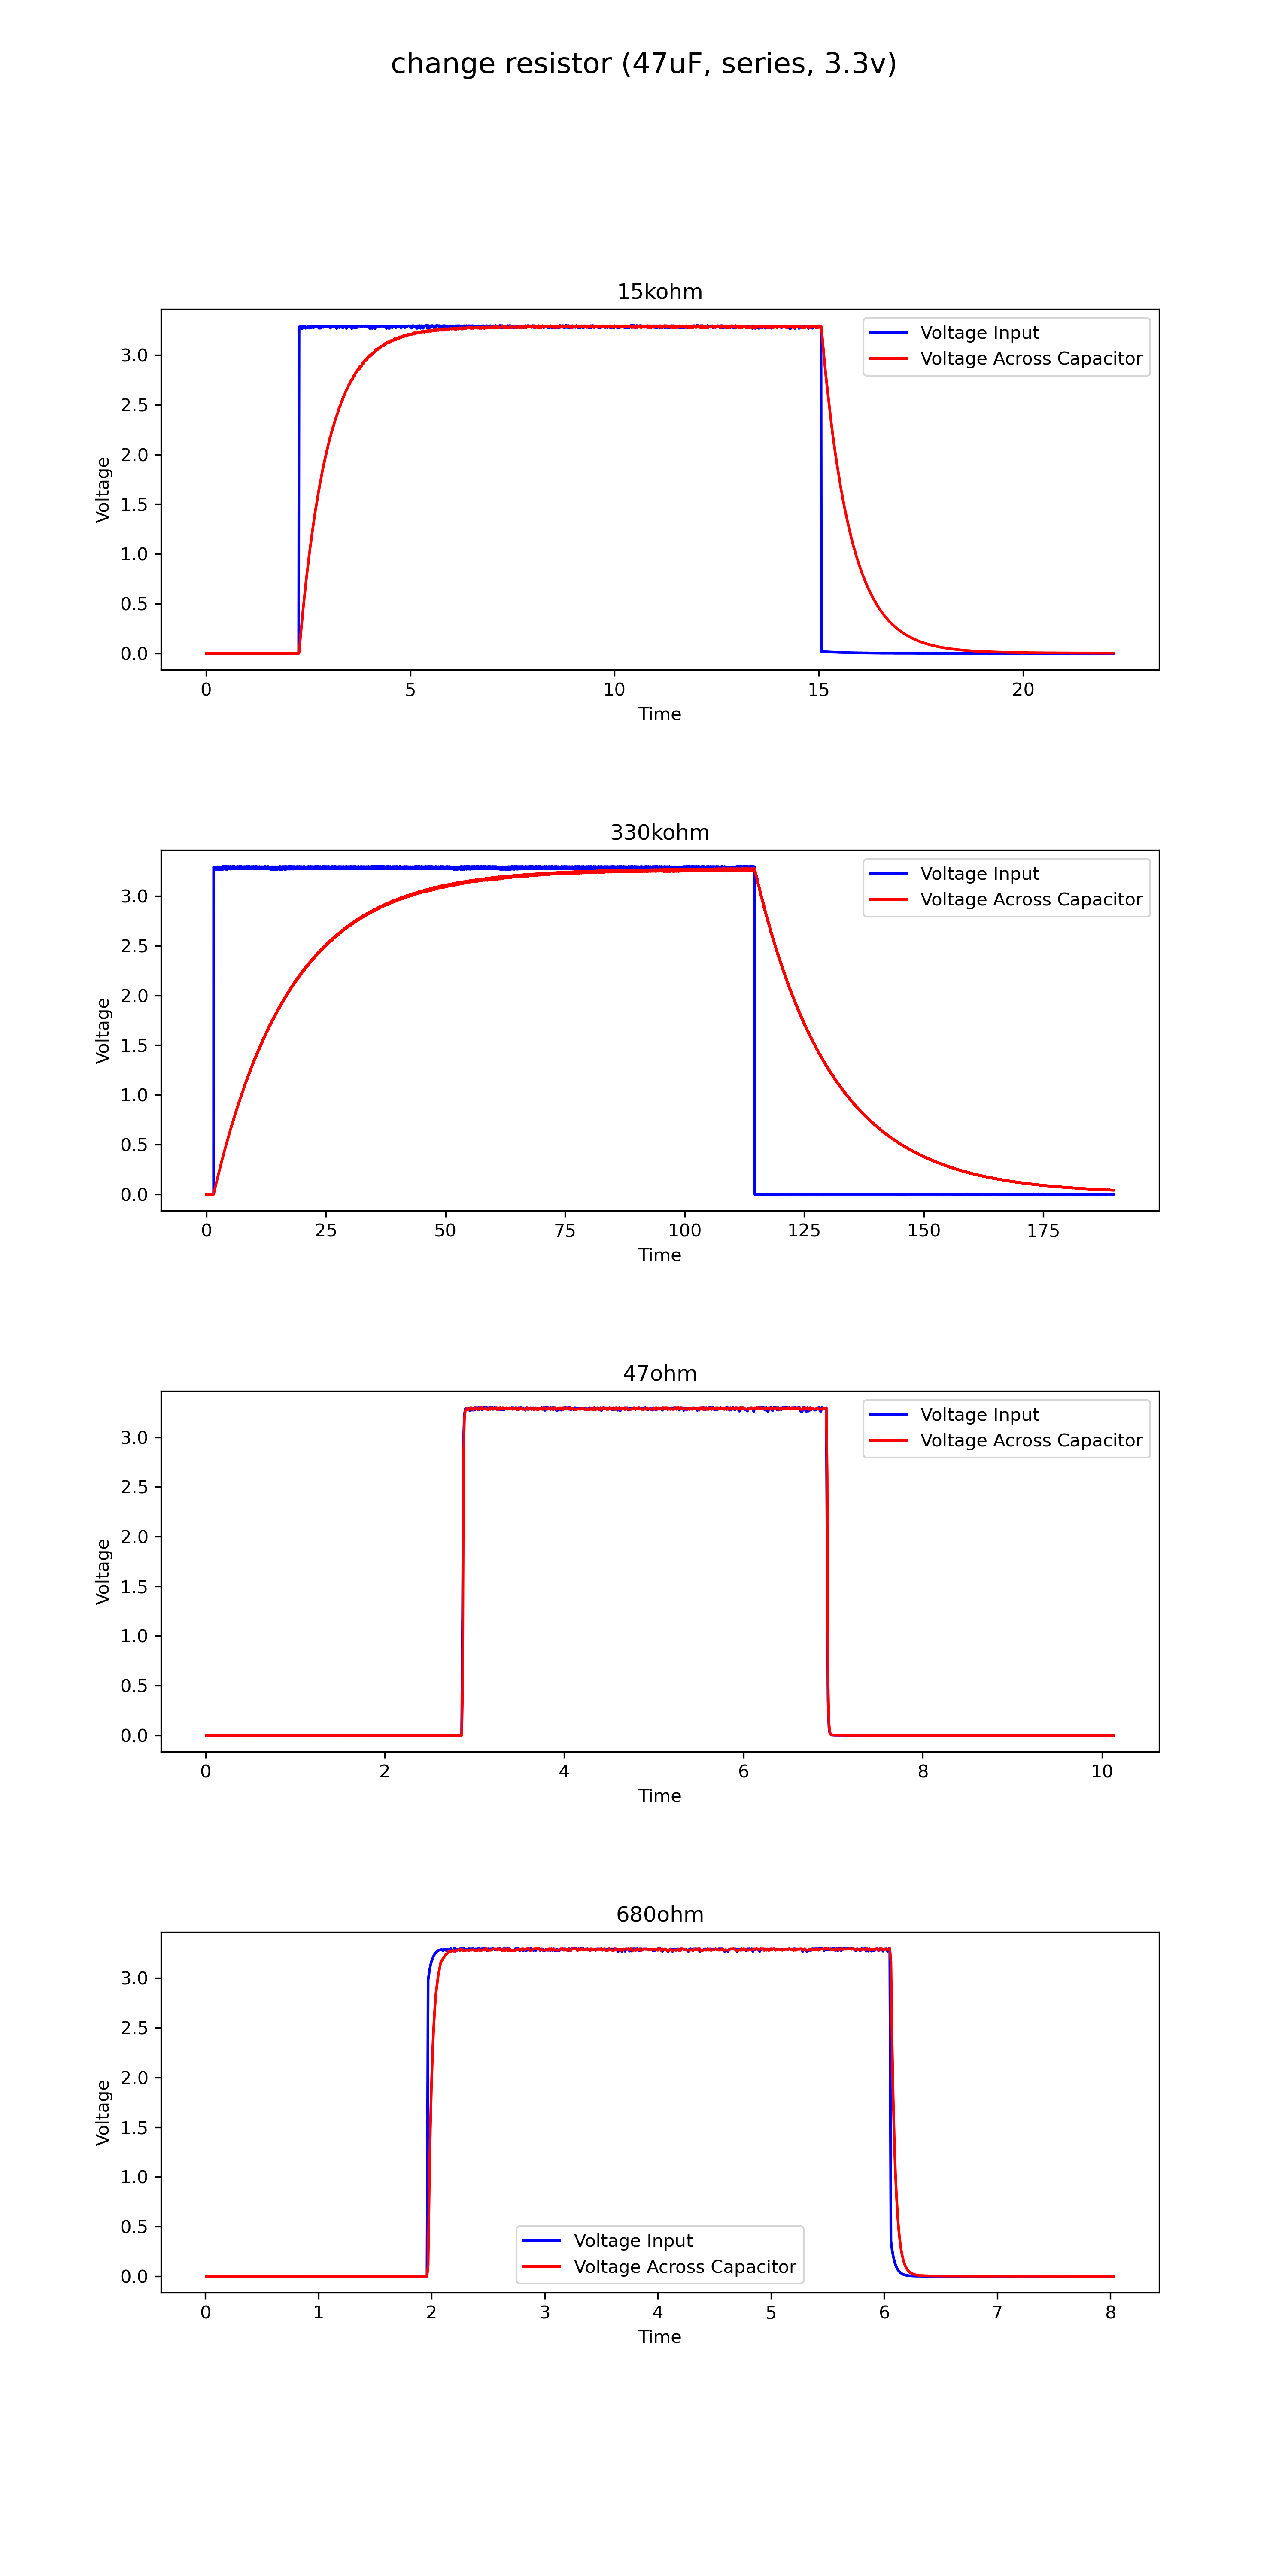 change resistor (47uF, series, 3.3v)
15kohm
Voltage Input
Voltage Across Capacitor
3.0
2.5
2.0
1.5
1.0
0.5
0.0
Voltage
0 5 10 15 20
Time
330kohm
Voltage Input
Voltage Across Capacitor
3.0
2.5
2.0
1.5
1.0
0.5
0.0
Voltage
0 25 50 75 100 125 150 175
Time
47ohm
Voltage Input
Voltage Across Capacitor
3.0
2.5
2.0
1.5
1.0
0.5
0.0
Voltage
0 2 4 6 8 10
Time
680ohm
3.0
2.5
2.0
1.5
1.0
0.5
0.0
Voltage
Voltage Input
Voltage Across Capacitor
0 1 2 3 4 5 6 7 8
Time